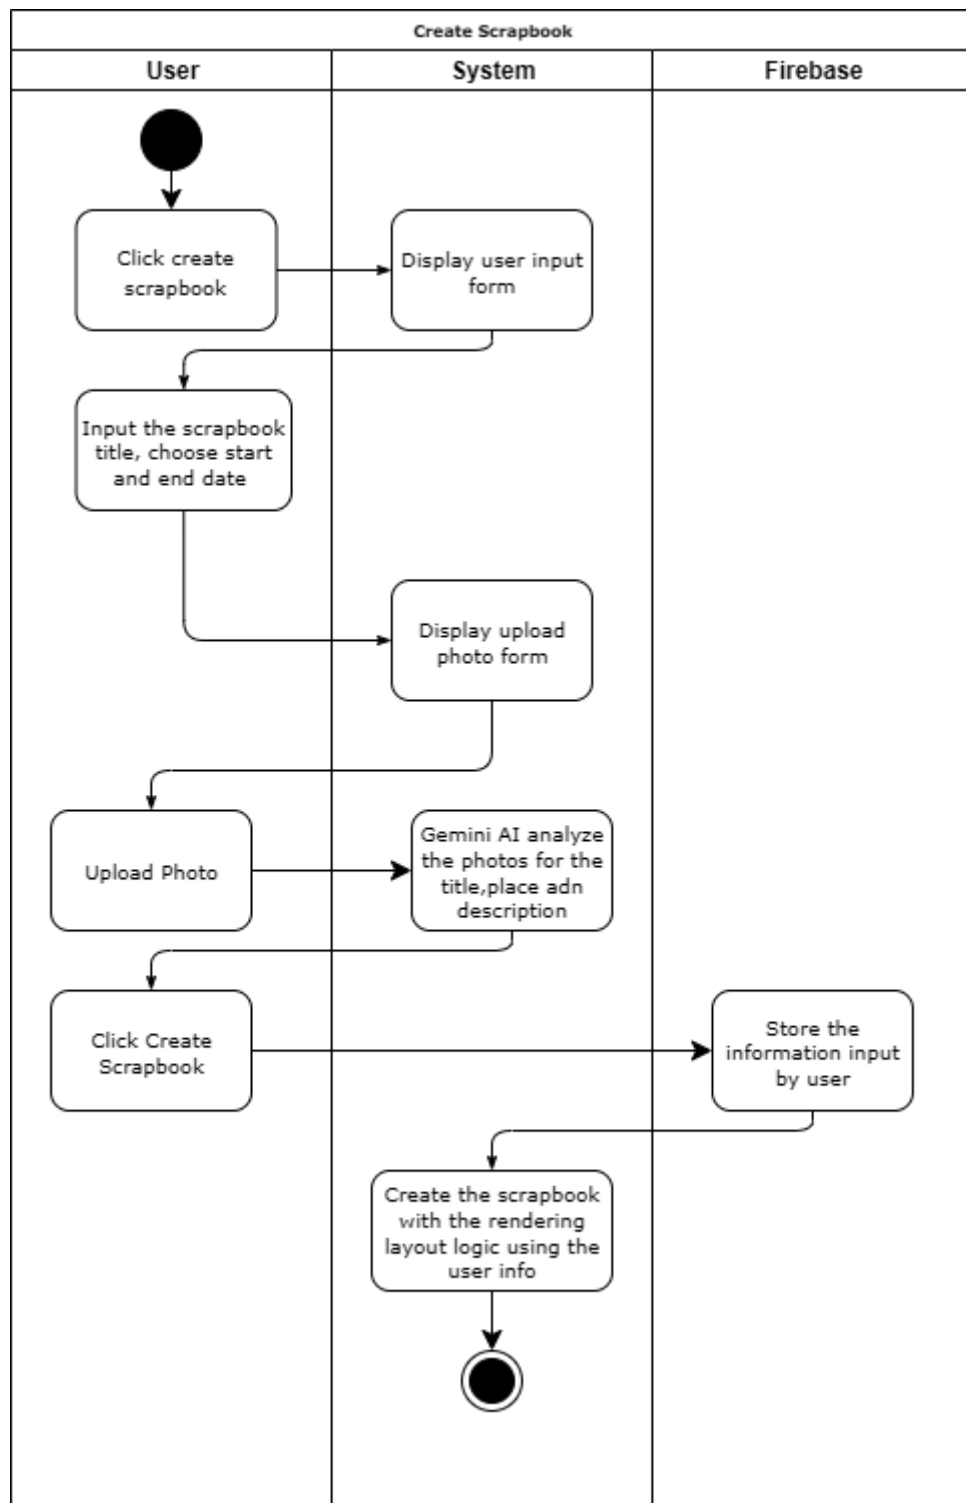 Create Scrapbook
User
System
Firebase
Click create
scrapbook
Display user input
form
Input the scrapbook
title, choose start
and end date
Display upload
photo form
Upload Photo
Gemini AI analyze
the photos for the
title,place adn
description
Click Create
Scrapbook
Store the
information input
by user
Create the scrapbook
with the rendering
layout logic using the
user info